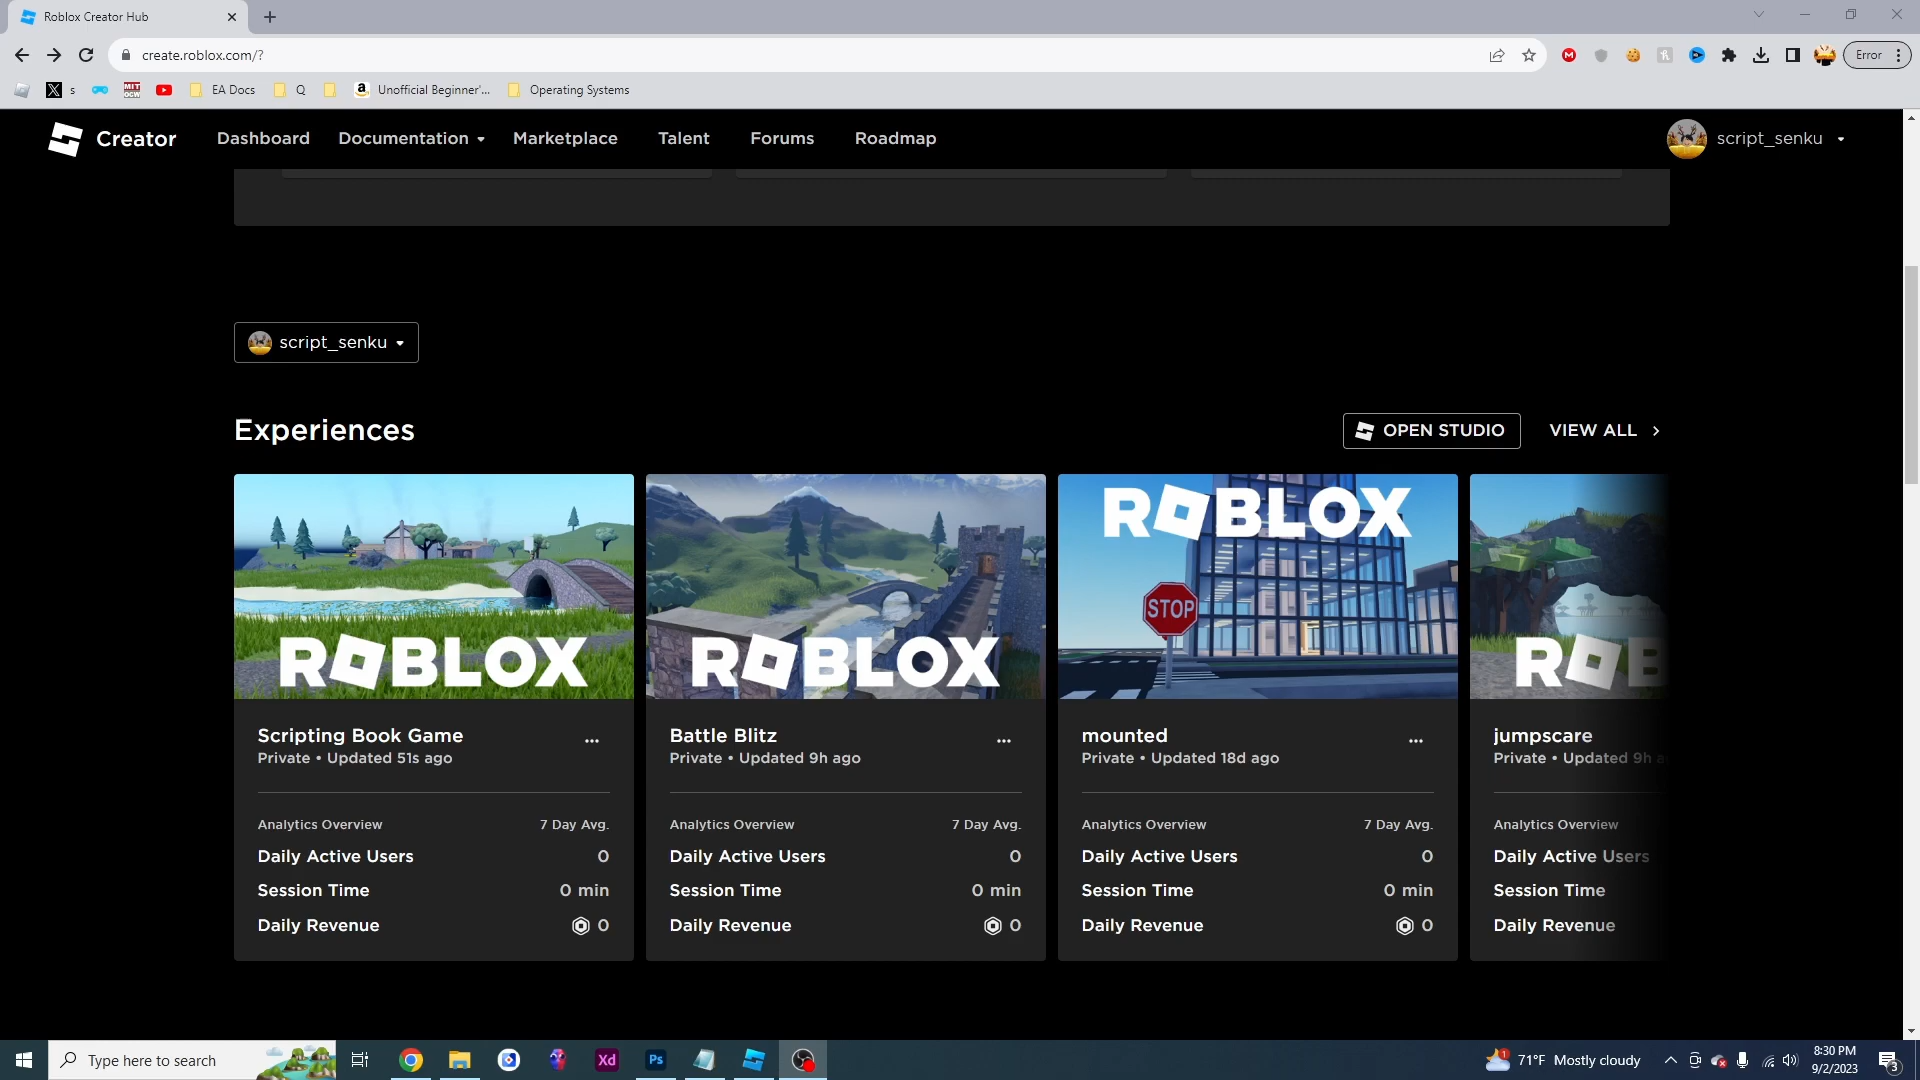 Roblox Creator Hub
create.roblox.com/?
Error
s
EA Docs
Q
Unofficial Beginner'...
Operating Systems
Creator
Dashboard
Documentation
Marketplace
Talent
Forums
Roadmap
script_senku
script_senku
Experiences
OPEN STUDIO
VIEW ALL
ROBLOX
ROBLOX
ROBLOX
STOP
ROB
Scripting Book Game
Private • Updated 51s ago
Analytics Overview 7 Day Avg.
Daily Active Users 0
Session Time 0 min
Daily Revenue 0
Battle Blitz
Private • Updated 9h ago
Analytics Overview 7 Day Avg.
Daily Active Users 0
Session Time 0 min
Daily Revenue 0
mounted
Private • Updated 18d ago
Analytics Overview 7 Day Avg.
Daily Active Users 0
Session Time 0 min
Daily Revenue 0
jumpscare
Private • Updated 9h a
Analytics Overview
Daily Active Users
Session Time
Daily Revenue
Type here to search
Xd
Ps
1
71°F Mostly cloudy
8:30 PM
9/2/2023
3